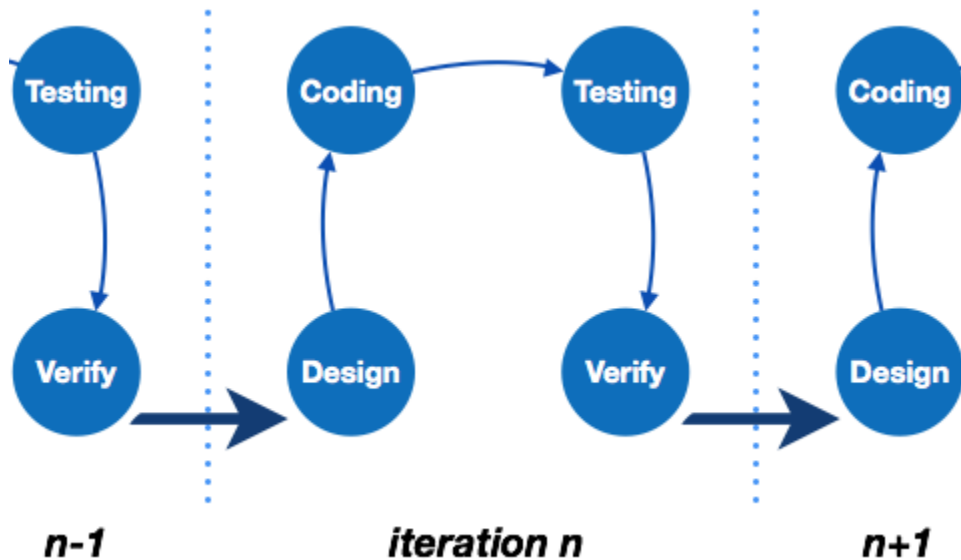 Testing
Coding
Testing
Coding
Verify
Design
Verify
Design
n-1
iteration n
n+1